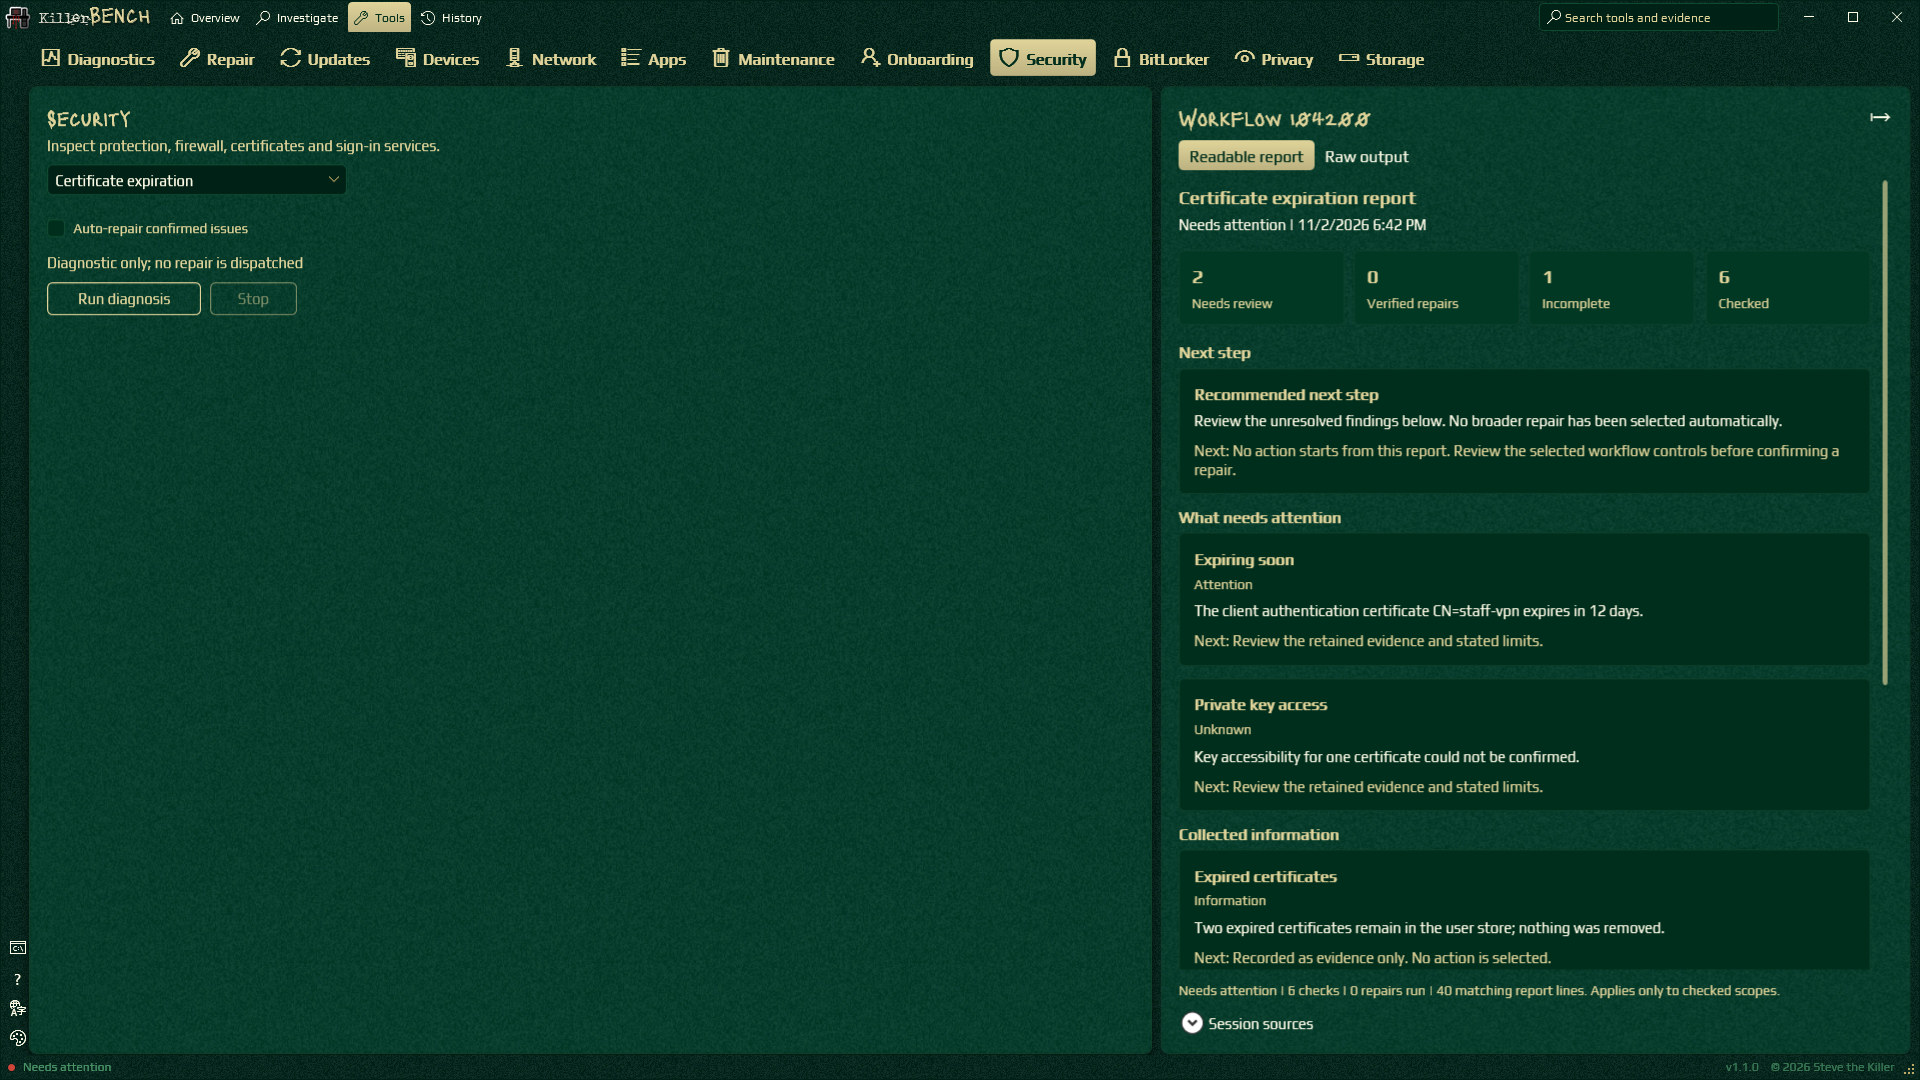 KillerBENCH
Overview
Investigate
Tools
History
Search tools and evidence
Diagnostics
Repair
Updates
Devices
Network
Apps
Maintenance
Onboarding
Security
BitLocker
Privacy
Storage
SECURITY
Inspect protection, firewall, certificates and sign-in services.
Certificate expiration
Auto-repair confirmed issues
Diagnostic only; no repair is dispatched
Run diagnosis
Stop
WORKFLOW 104200
Readable report
Raw output
Certificate expiration report
Needs attention | 11/2/2026 6:42 PM
2
Needs review
0
Verified repairs
1
Incomplete
6
Checked
Next step
Recommended next step
Review the unresolved findings below. No broader repair has been selected automatically.
Next: No action starts from this report. Review the selected workflow controls before confirming a
repair.
What needs attention
Expiring soon
Attention
The client authentication certificate CN=staff-vpn expires in 12 days.
Next: Review the retained evidence and stated limits.
Private key access
Unknown
Key accessibility for one certificate could not be confirmed.
Next: Review the retained evidence and stated limits.
Collected information
Expired certificates
Information
Two expired certificates remain in the user store; nothing was removed.
Next: Recorded as evidence only. No action is selected.
Needs attention | 6 checks | 0 repairs run | 40 matching report lines. Applies only to checked scopes.
Session sources
Needs attention
v1.1.0
© 2026 Steve the Killer